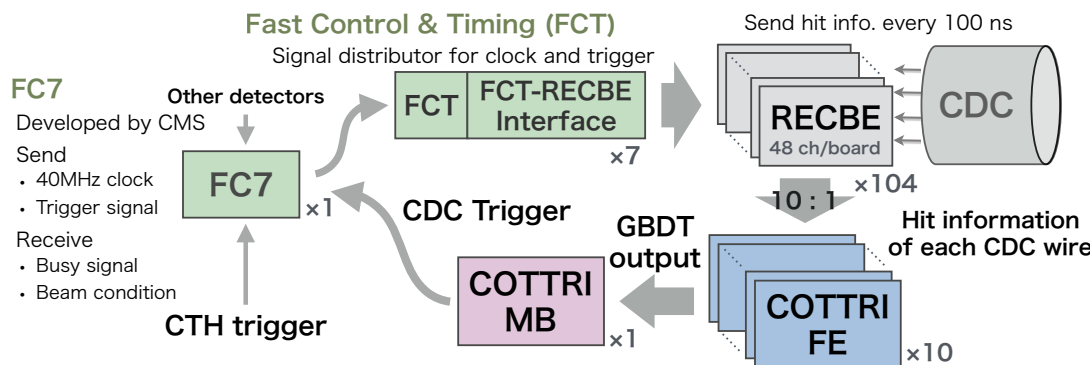 Fast Control & Timing (FCT)
Signal distributor for clock and trigger
Send hit info. every 100 ns
FC7
Developed by CMS
Send
• 40MHz clock
• Trigger signal
Receive
• Busy signal
• Beam condition
Other detectors
FC7
×1
CTH trigger
FCT
FCT-RECBE
Interface
×7
RECBE
48 ch/board
×104
CDC
10 : 1
Hit information
of each CDC wire
CDC Trigger
GBDT
output
COTTRI
MB
×1
COTTRI
FE
×10